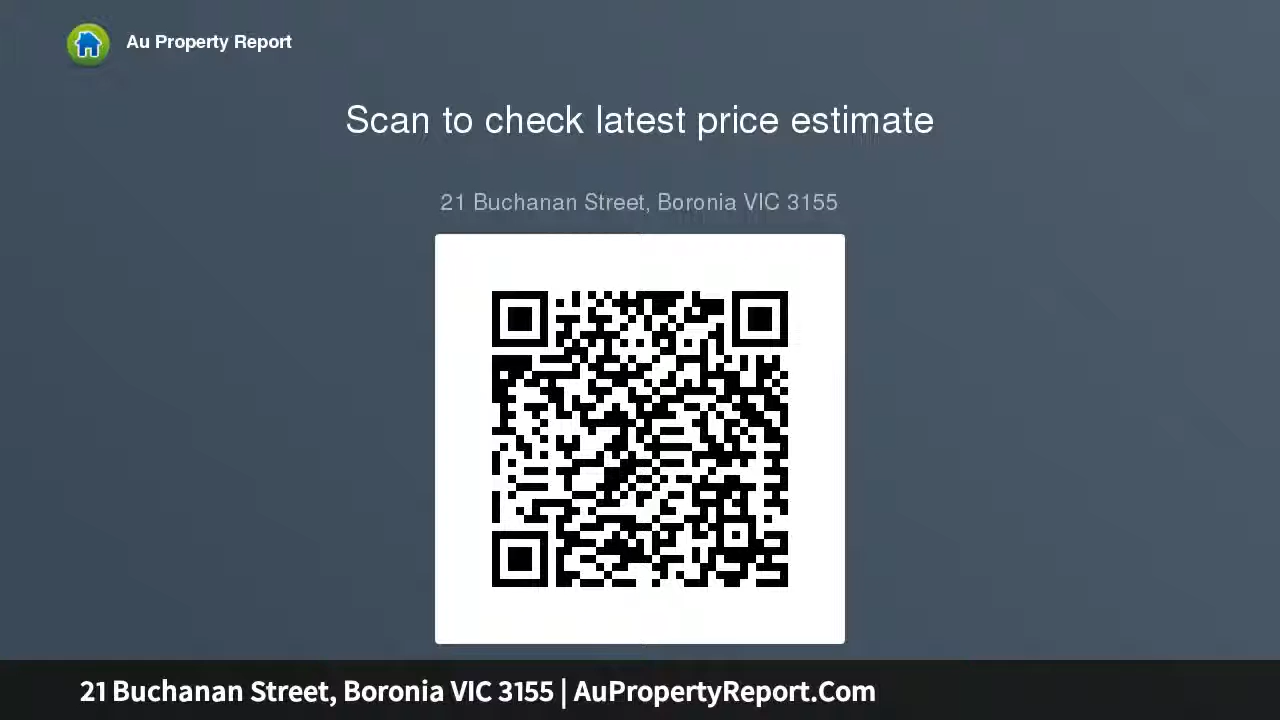 Au Property Report
Scan to check latest price estimate
21 Buchanan Street, Boronia VIC 3155
21 Buchanan Street, Boronia VIC 3155 | AuPropertyReport.Com